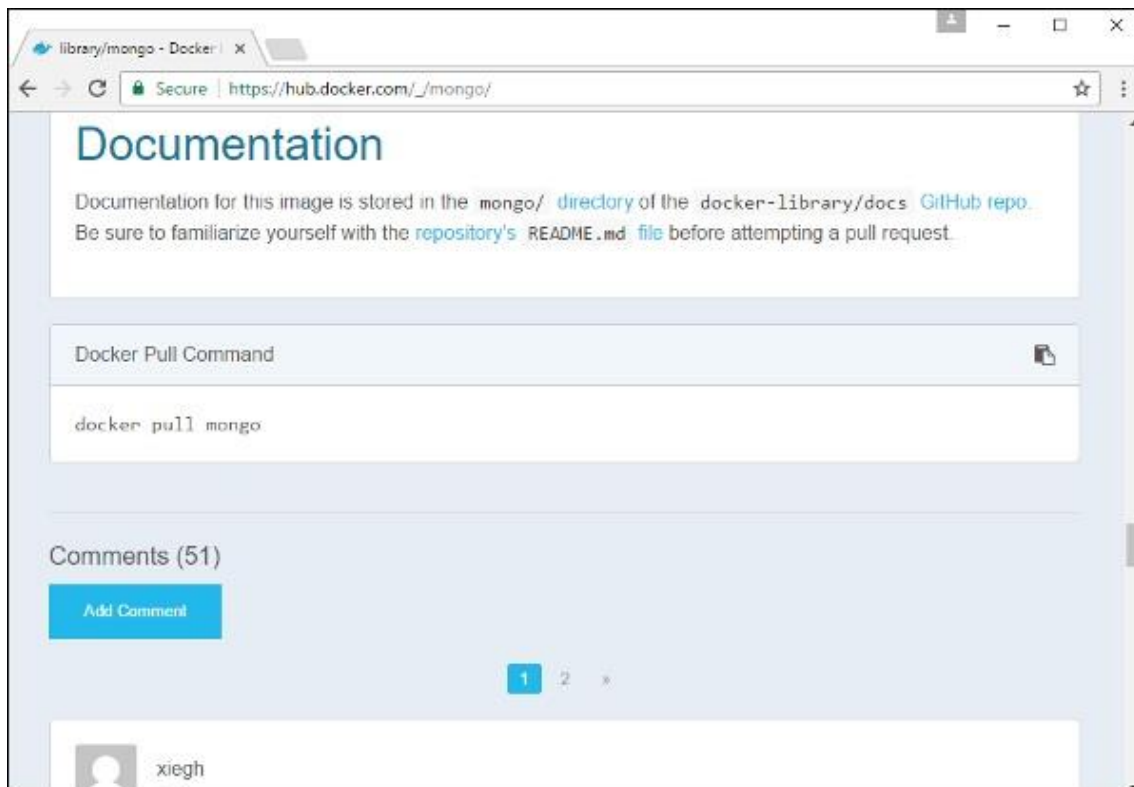 library/mongo - Docker
Secure | https://hub.docker.com/_/mongo/
Documentation
Documentation for this image is stored in the mongo/ directory of the docker-library/docs GitHub repo.
Be sure to familiarize yourself with the repository's README.md file before attempting a pull request.
Docker Pull Command
docker pull mongo
Comments (51)
Add Comment
1 2 »
xiegh